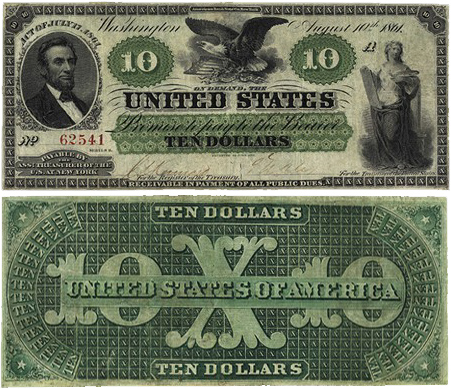 Washington August 10th 1861.
ACT OF JULY 17, 1861.
10 10
ON DEMAND, THE
UNITED STATES
Promise to pay to the Bearer
TEN DOLLARS
No 62541
PAYABLE BY
THE
ASST. TREASURER OF THE
U.S. AT NEW YORK
For the Register of the Treasury.
For the Treasurer of the United States
RECEIVABLE IN PAYMENT OF ALL PUBLIC DUES.
TEN DOLLARS
10 X 10
UNITED STATES OF AMERICA
TEN DOLLARS